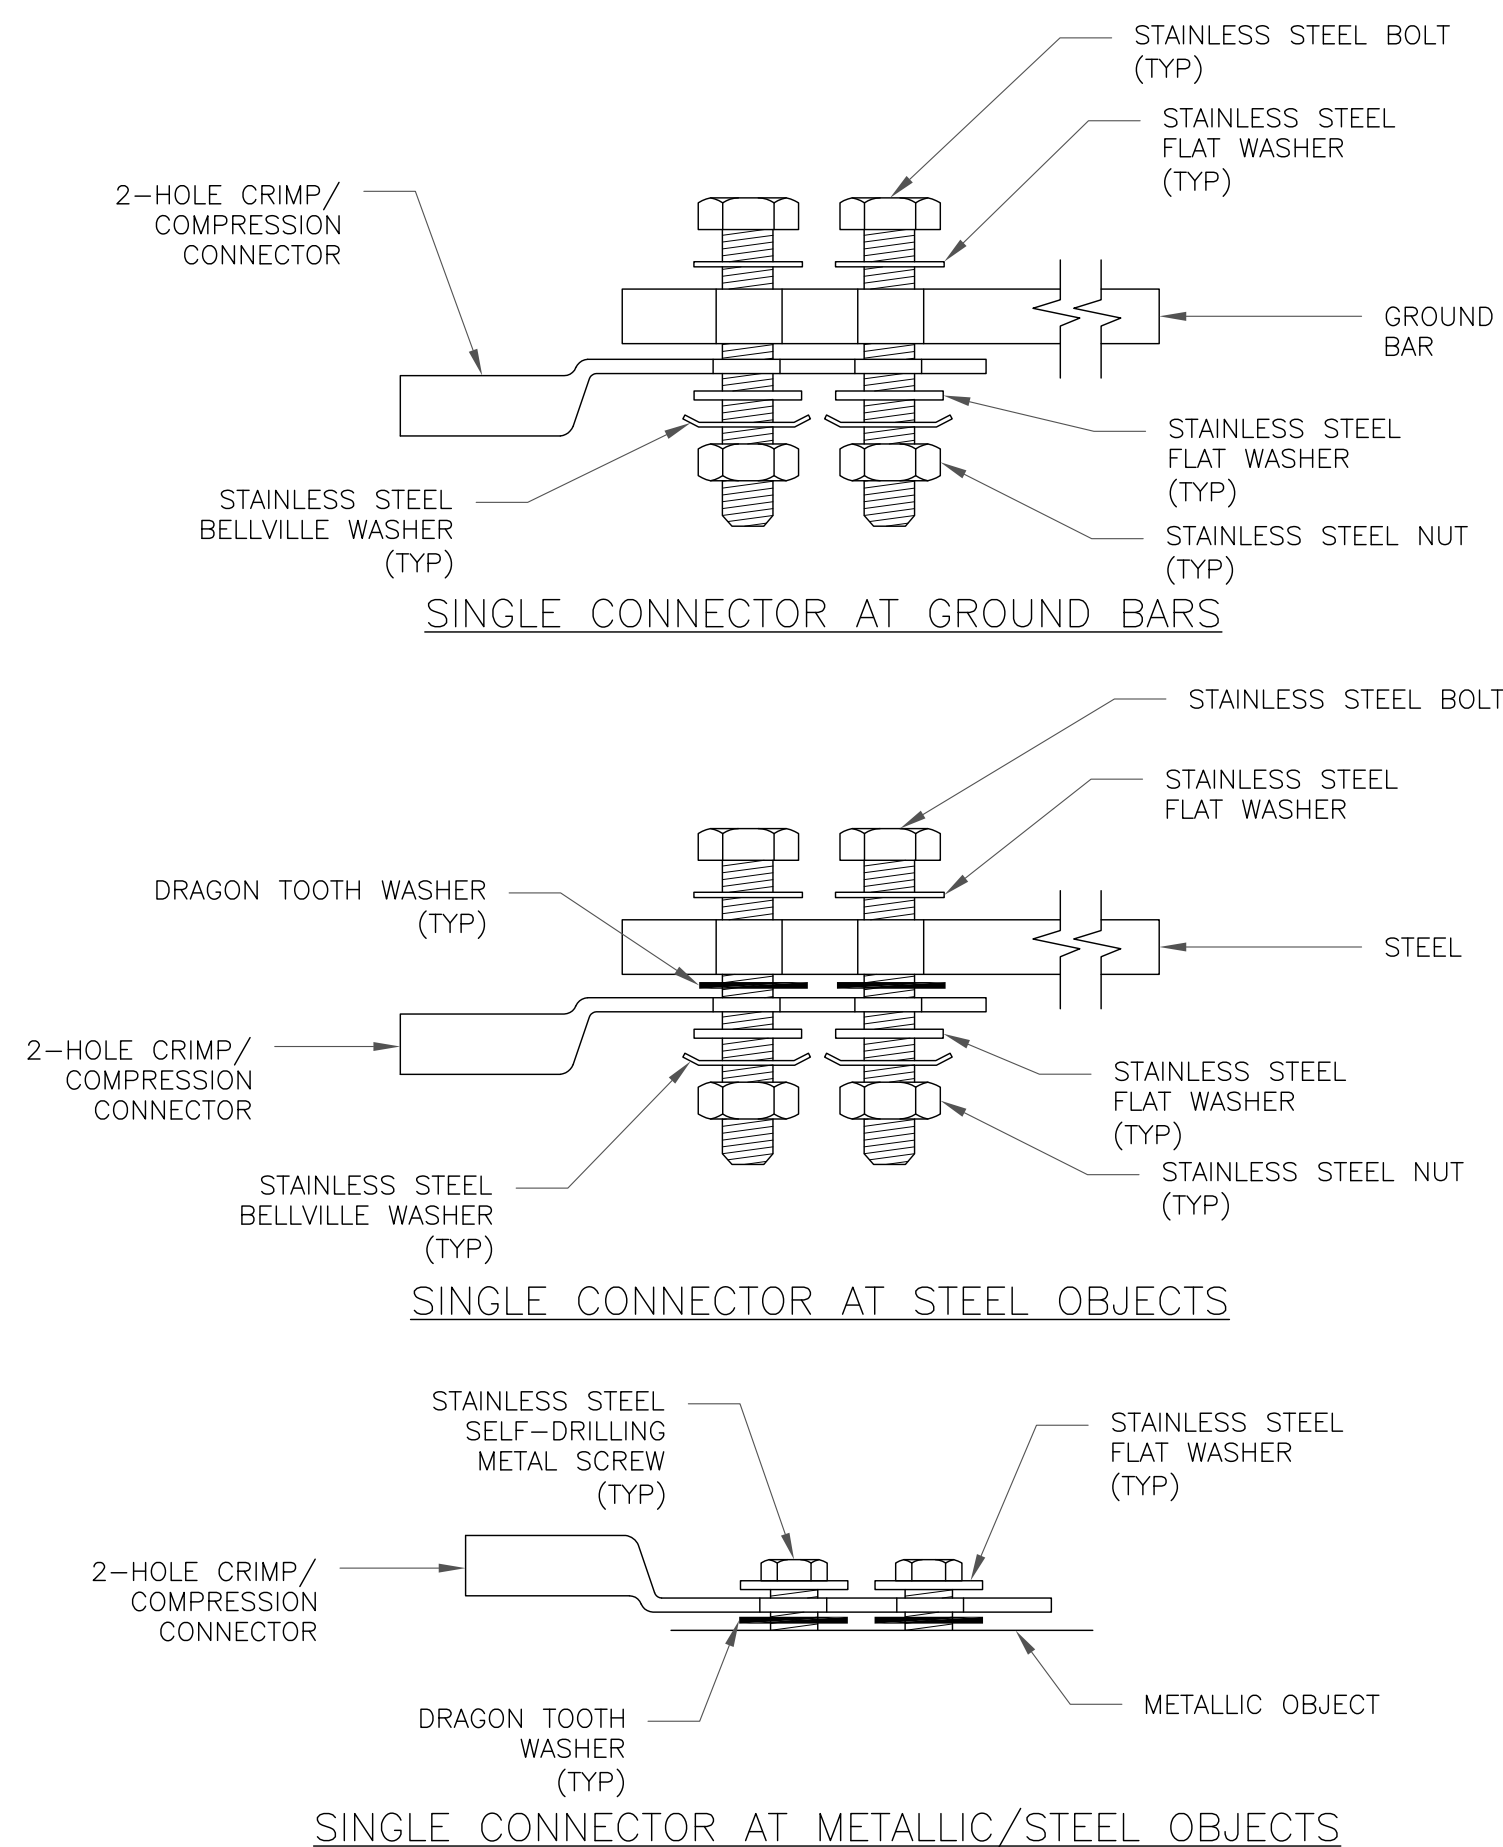 STAINLESS STEEL BOLT
(TYP)
STAINLESS STEEL
FLAT WASHER
(TYP)
2-HOLE CRIMP/
COMPRESSION
CONNECTOR
GROUND
BAR
STAINLESS STEEL
FLAT WASHER
(TYP)
STAINLESS STEEL
BELLVILLE WASHER
(TYP)
STAINLESS STEEL NUT
(TYP)
SINGLE CONNECTOR AT GROUND BARS
STAINLESS STEEL BOLT
STAINLESS STEEL
FLAT WASHER
DRAGON TOOTH WASHER
(TYP)
STEEL
2-HOLE CRIMP/
COMPRESSION
CONNECTOR
STAINLESS STEEL
FLAT WASHER
(TYP)
STAINLESS STEEL NUT
(TYP)
STAINLESS STEEL
BELLVILLE WASHER
(TYP)
SINGLE CONNECTOR AT STEEL OBJECTS
STAINLESS STEEL
SELF-DRILLING
METAL SCREW
(TYP)
STAINLESS STEEL
FLAT WASHER
(TYP)
2-HOLE CRIMP/
COMPRESSION
CONNECTOR
METALLIC OBJECT
DRAGON TOOTH
WASHER
(TYP)
SINGLE CONNECTOR AT METALLIC/STEEL OBJECTS